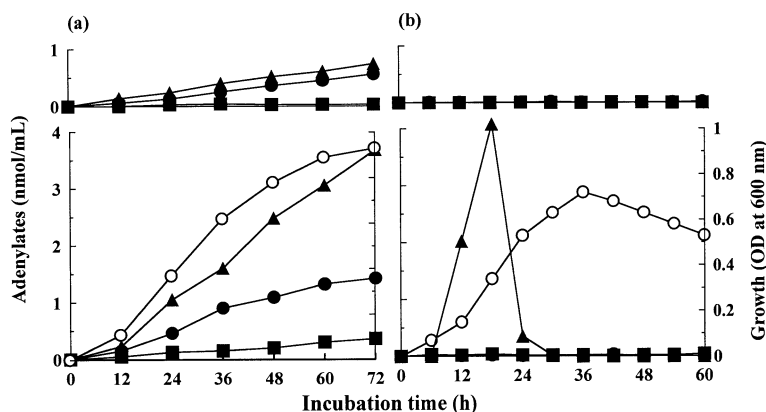 (a) (b)
1
0
4
3
2
1
0
Adenylates (nmol/mL)
1
0.8
0.6
0.4
0.2
0
Growth (OD at 600 nm)
0 12 24 36 48 60 72 0 12 24 36 48 60
Incubation time (h)